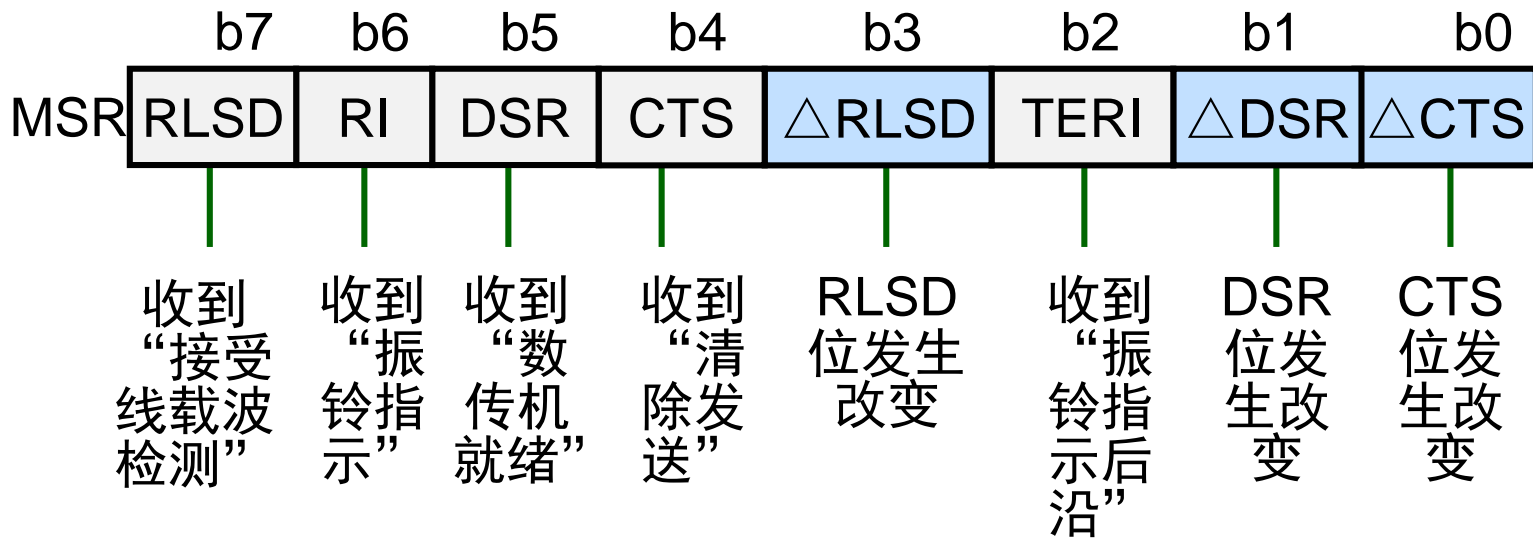 b7 b6 b5 b4 b3 b2 b1 b0
MSR RLSD RI DSR CTS △RLSD TERI △DSR △CTS
收到
“接受
线载波
检测”
收到
“振
铃指
示”
收到
“数
传机
就绪”
收到
“清
除发
送”
RLSD
位发生
改变
收到
“振
铃指
示后
沿”
DSR
位发
生改
变
CTS
位发
生改
变